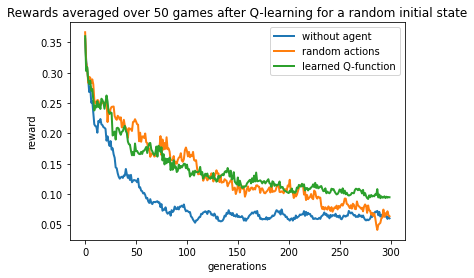 Rewards averaged over 50 games after Q-learning for a random initial state
without agent
random actions
learned Q-function
reward
0.35
0.30
0.25
0.20
0.15
0.10
0.05
0 50 100 150 200 250 300
generations